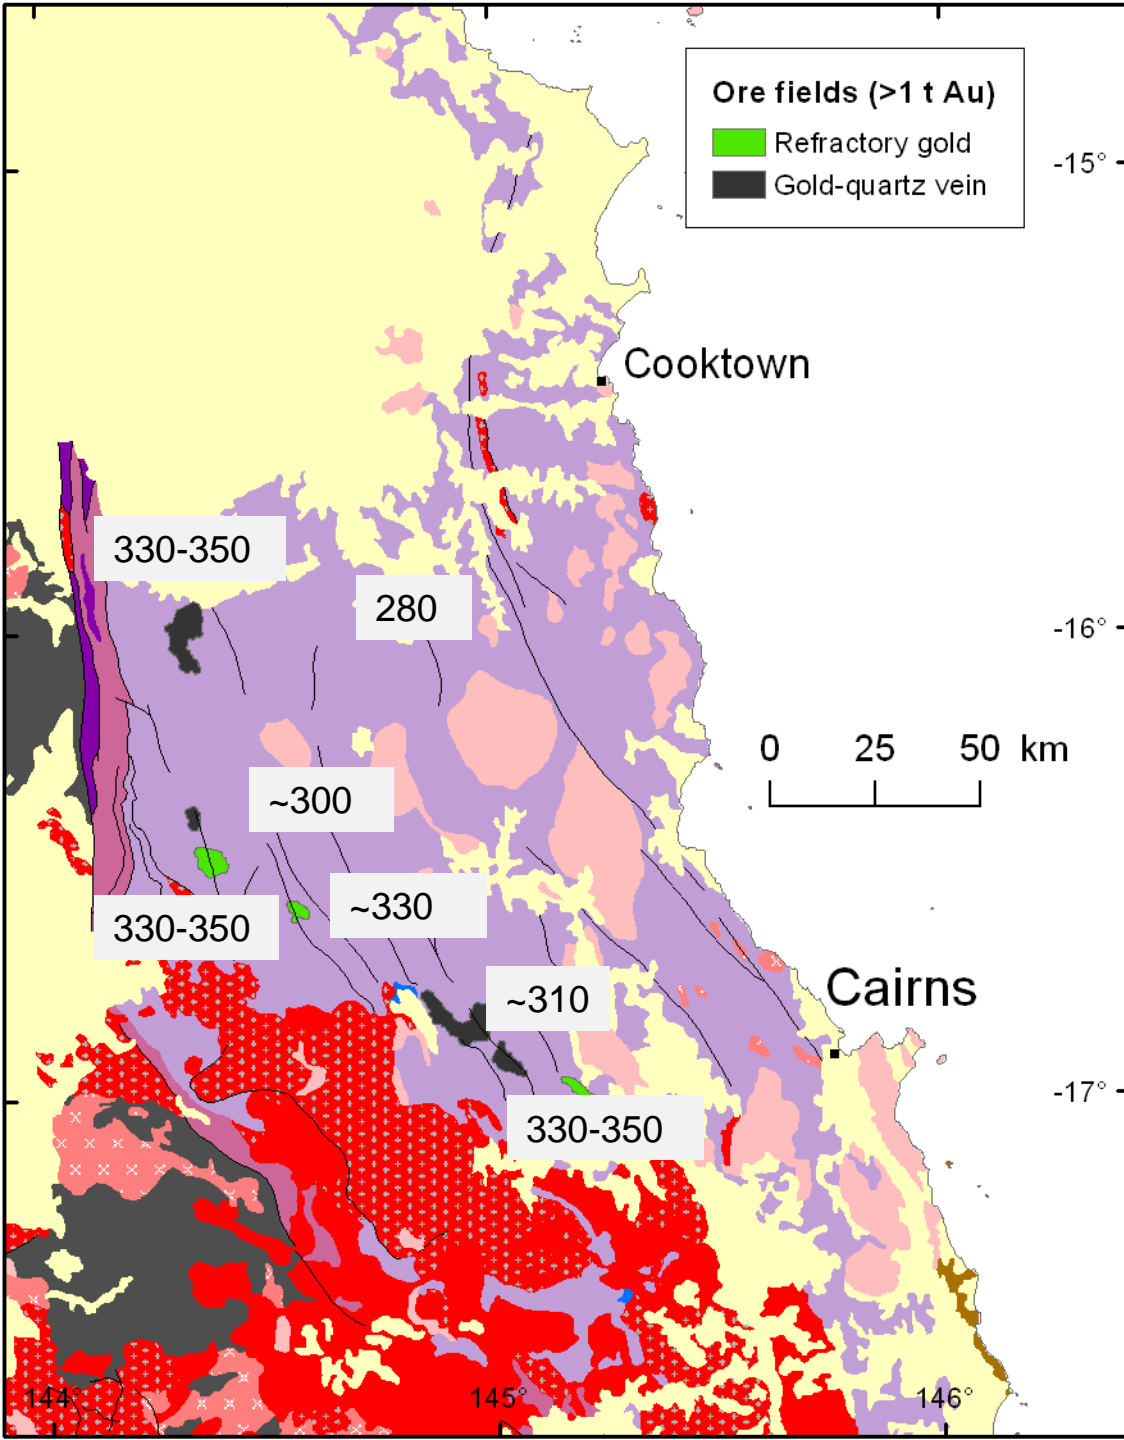 Ore fields (>1 t Au)
Refractory gold
Gold-quartz vein
-15°
Cooktown
330-350
280
-16°
0 25 50 km
~300
~330
330-350
~310
Cairns
-17°
330-350
144° 145° 146°